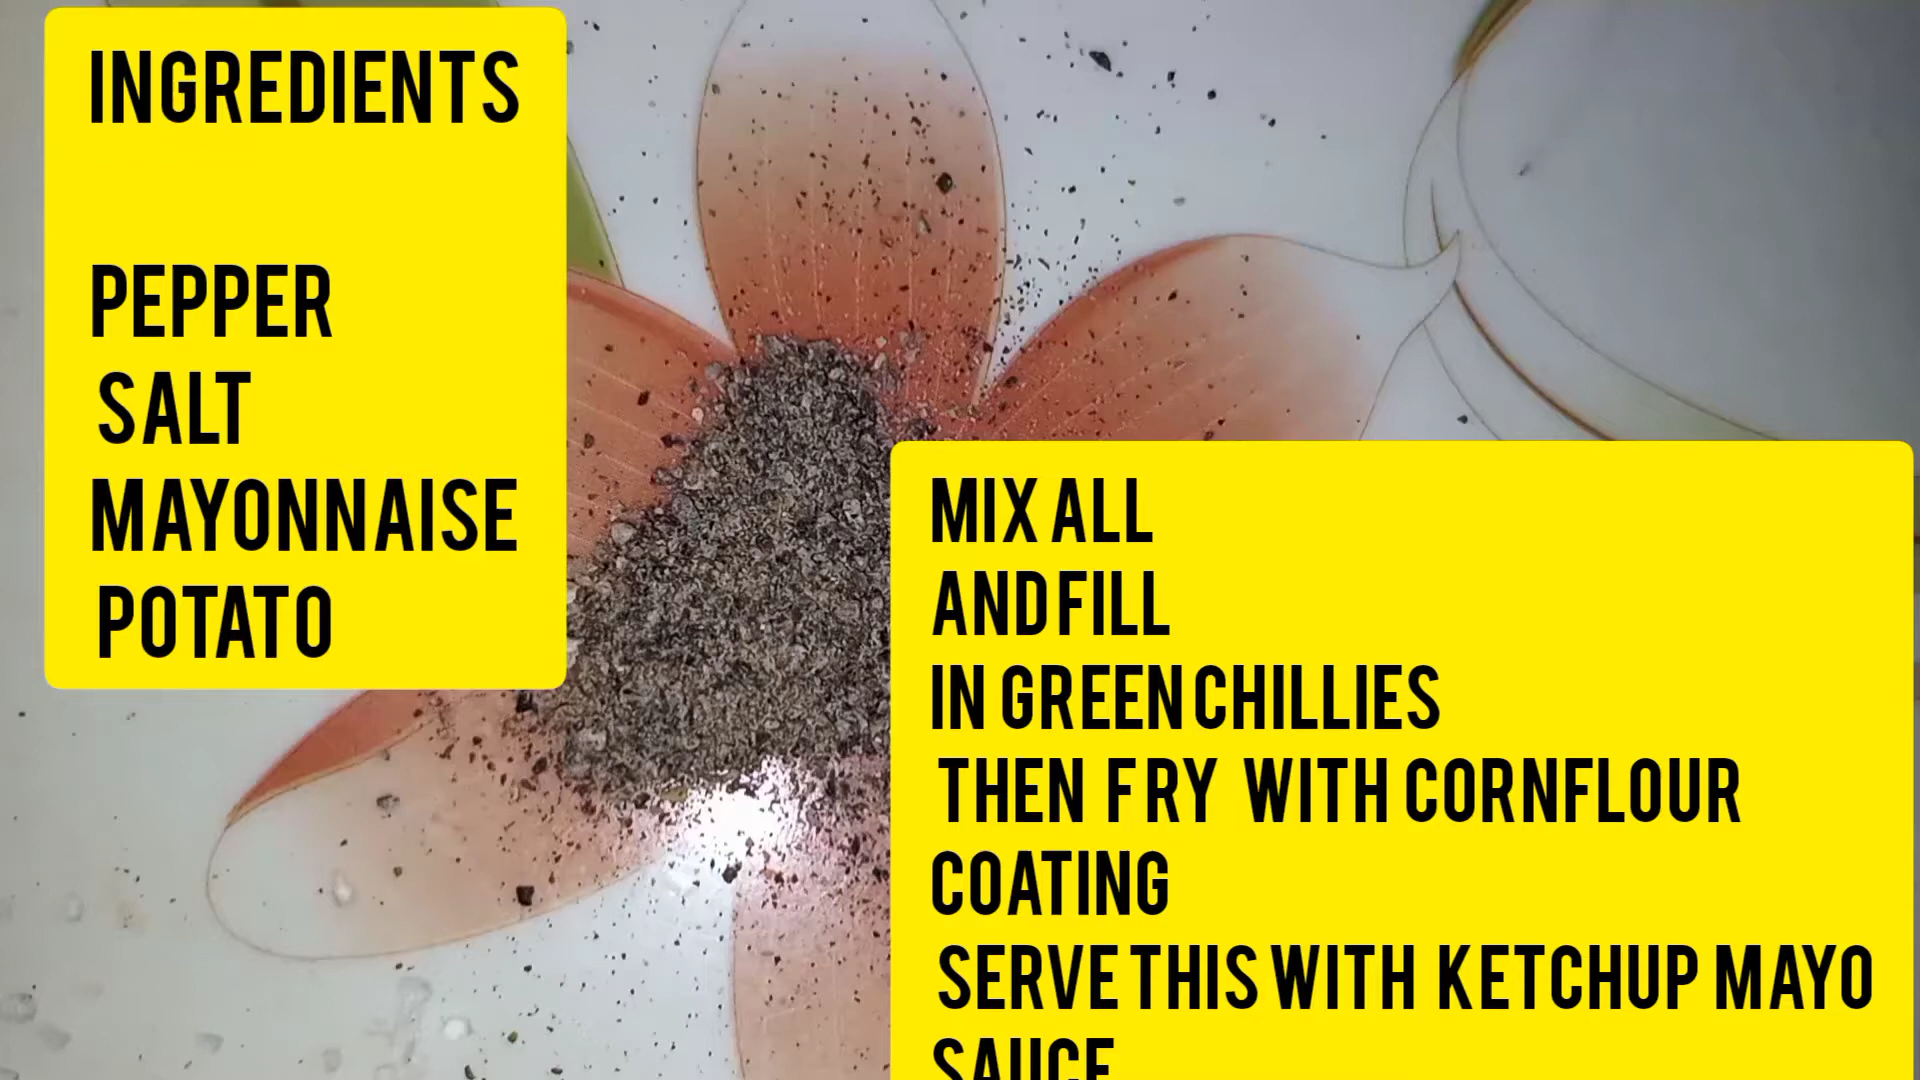 INGREDIENTS
PEPPER
SALT
MAYONNAISE
POTATO
MIX ALL
AND FILL
IN GREEN CHILLIES
THEN FRY WITH CORNFLOUR
COATING
SERVE THIS WITH KETCHUP MAYO
SAUCE